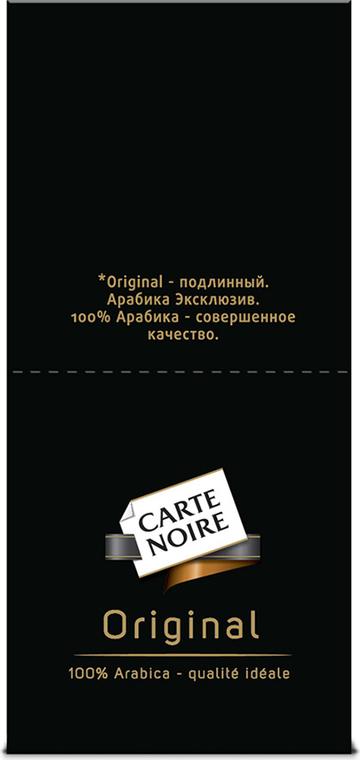 *Original - подлинный.
Арабика Эксклюзив.
100% Арабика - совершенное
качество.
CARTE
NOIRE
Original
100% Arabica - qualité idéale